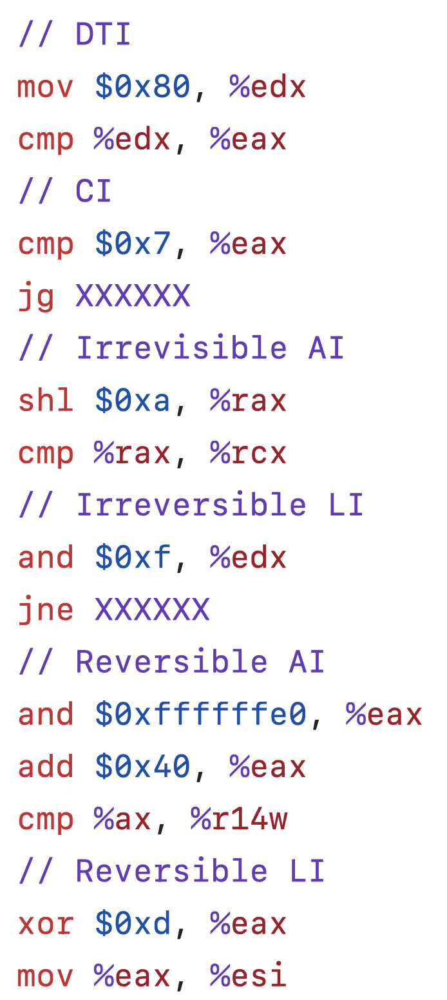 // DTI
mov $0x80, %edx
cmp %edx, %eax
// CI
cmp $0x7, %eax
jg XXXXXX
// Irrevisible AI
shl $0xa, %rax
cmp %rax, %rcx
// Irreversible LI
and $0xf, %edx
jne XXXXXX
// Reversible AI
and $0xffffffe0, %eax
add $0x40, %eax
cmp %ax, %r14w
// Reversible LI
xor $0xd, %eax
mov %eax, %esi